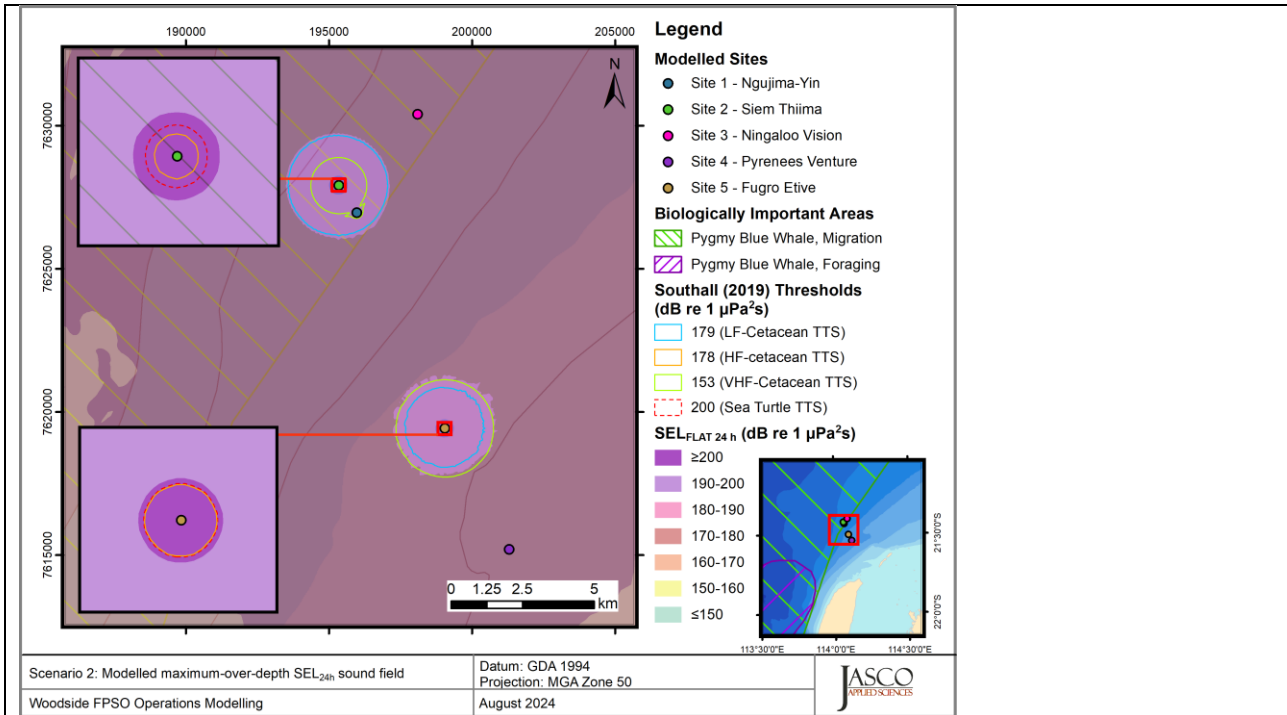 190000
195000
200000
205000
7630000
7625000
7620000
7615000
N
0 1.25 2.5 5
km
Legend
Modelled Sites
Site 1 - Ngujima-Yin
Site 2 - Siem Thiima
Site 3 - Ningaloo Vision
Site 4 - Pyrenees Venture
Site 5 - Fugro Etive
Biologically Important Areas
Pygmy Blue Whale, Migration
Pygmy Blue Whale, Foraging
Southall (2019) Thresholds
(dB re 1 µPa²s)
179 (LF-Cetacean TTS)
178 (HF-cetacean TTS)
153 (VHF-Cetacean TTS)
200 (Sea Turtle TTS)
SELFLAT 24 h (dB re 1 µPa²s)
≥200
190-200
180-190
170-180
160-170
150-160
≤150
21°30'0"S
22°0'0"S
113°30'0"E 114°0'0"E 114°30'0"E
Scenario 2: Modelled maximum-over-depth SEL24h sound field
Datum: GDA 1994
Projection: MGA Zone 50
Woodside FPSO Operations Modelling
August 2024
JASCO
APPLIED SCIENCES